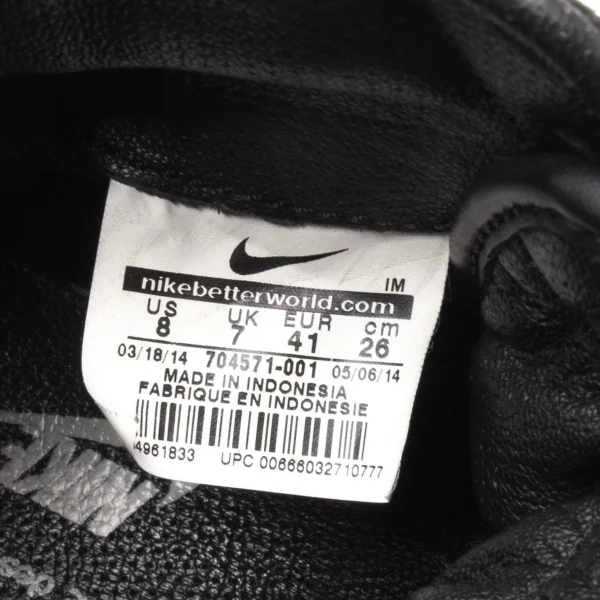 IM
nikebetterworld.com
US UK EUR cm
8 7 41 26
03/18/14 704571-001 05/06/14
MADE IN INDONESIA
FABRIQUE EN INDONESIE
4961833 UPC 00666032710777